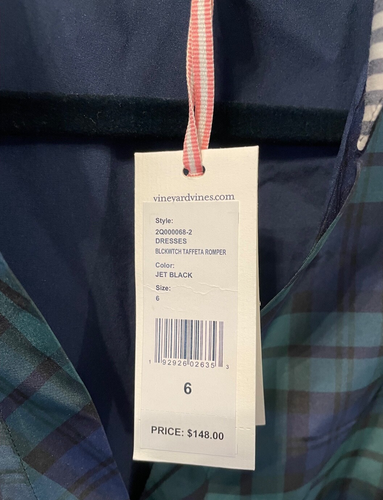 vineyardvines.com
Style:
2Q000068-2
DRESSES
BLCKWTCH TAFFETA ROMPER
Color:
JET BLACK
Size:
6
1 92926 02635 3
6
PRICE: $148.00